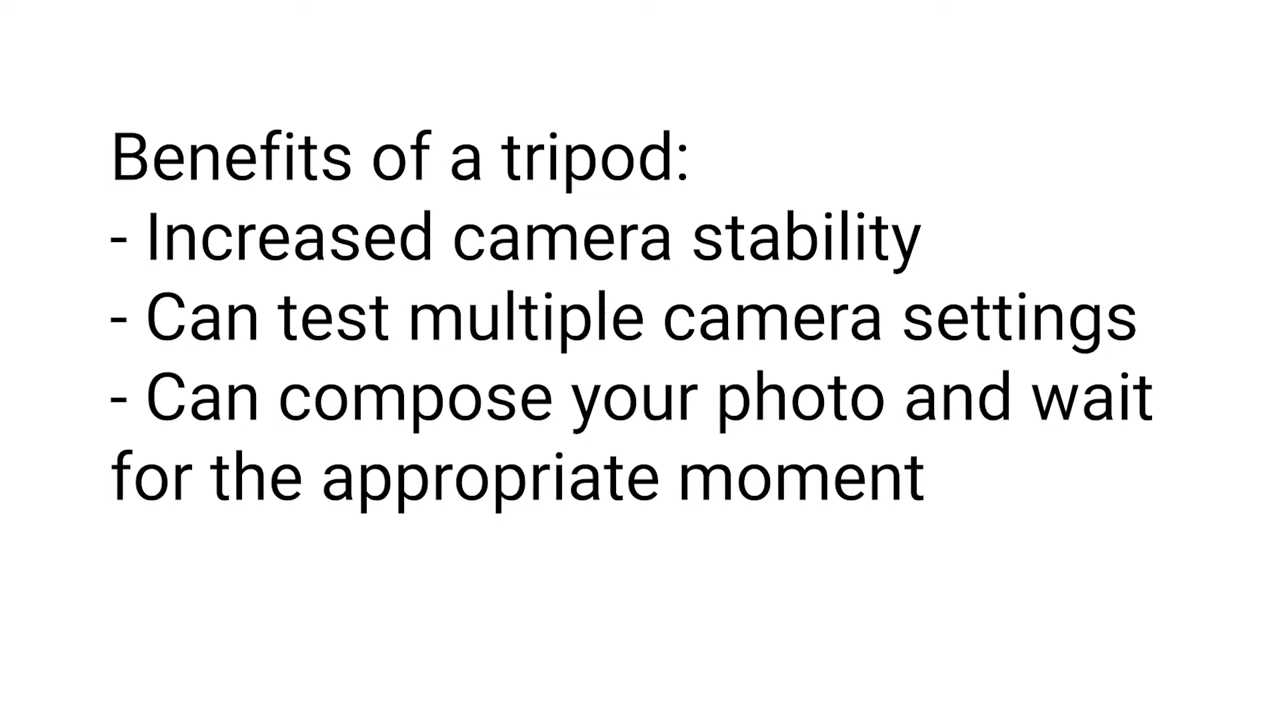 Benefits of a tripod:
- Increased camera stability
- Can test multiple camera settings
- Can compose your photo and wait
for the appropriate moment